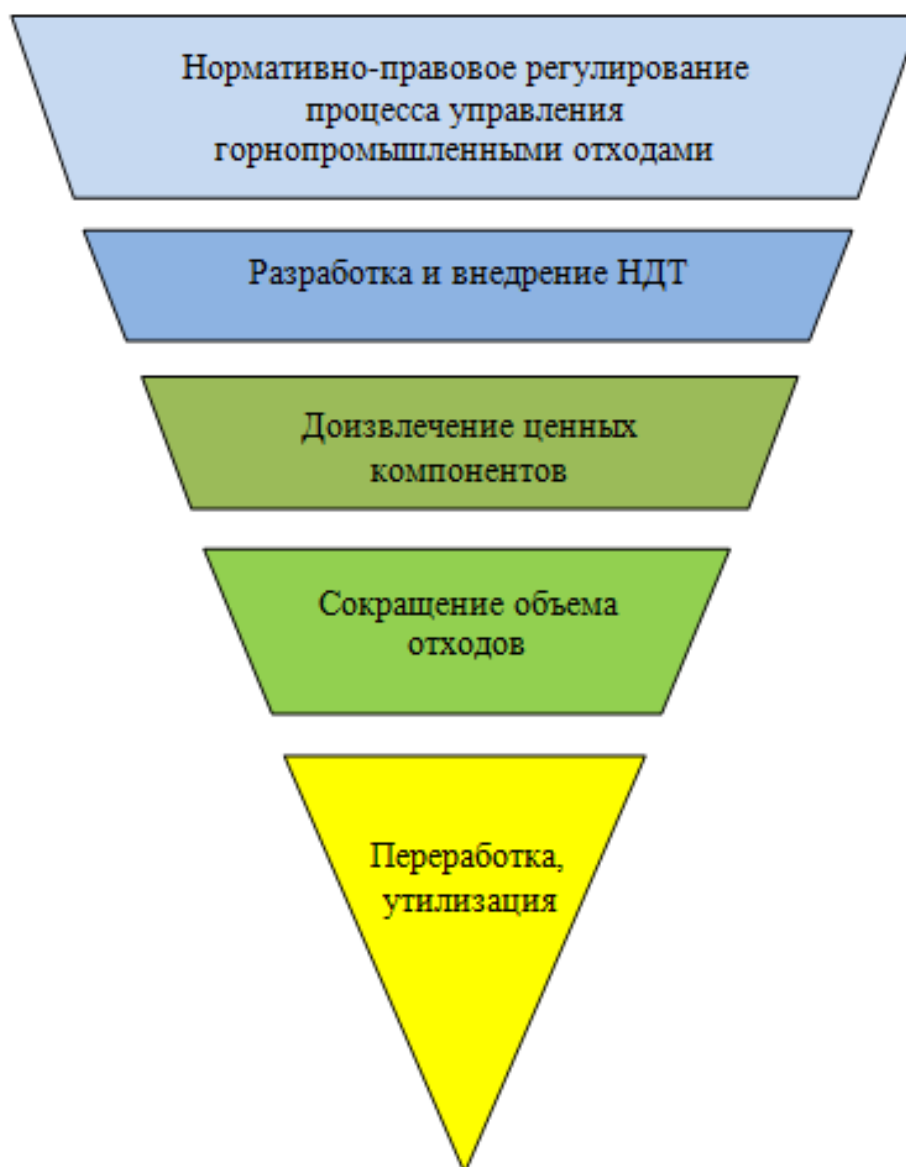 Нормативно-правовое регулирование
процесса управления
горнопромышленными отходами
Разработка и внедрение НДТ
Доизвлечение ценных
компонентов
Сокращение объема
отходов
Переработка,
утилизация